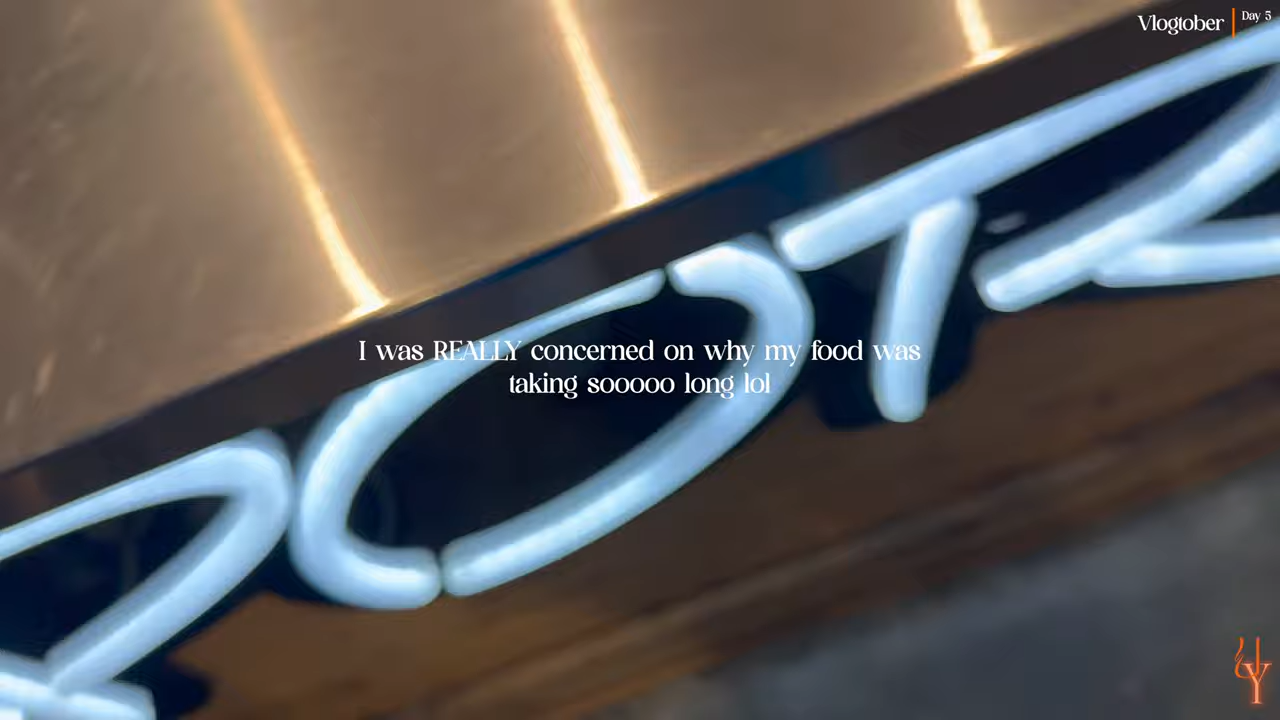 Vlogtober | Day 5
I was REALLY concerned on why my food was
taking sooooo long lol